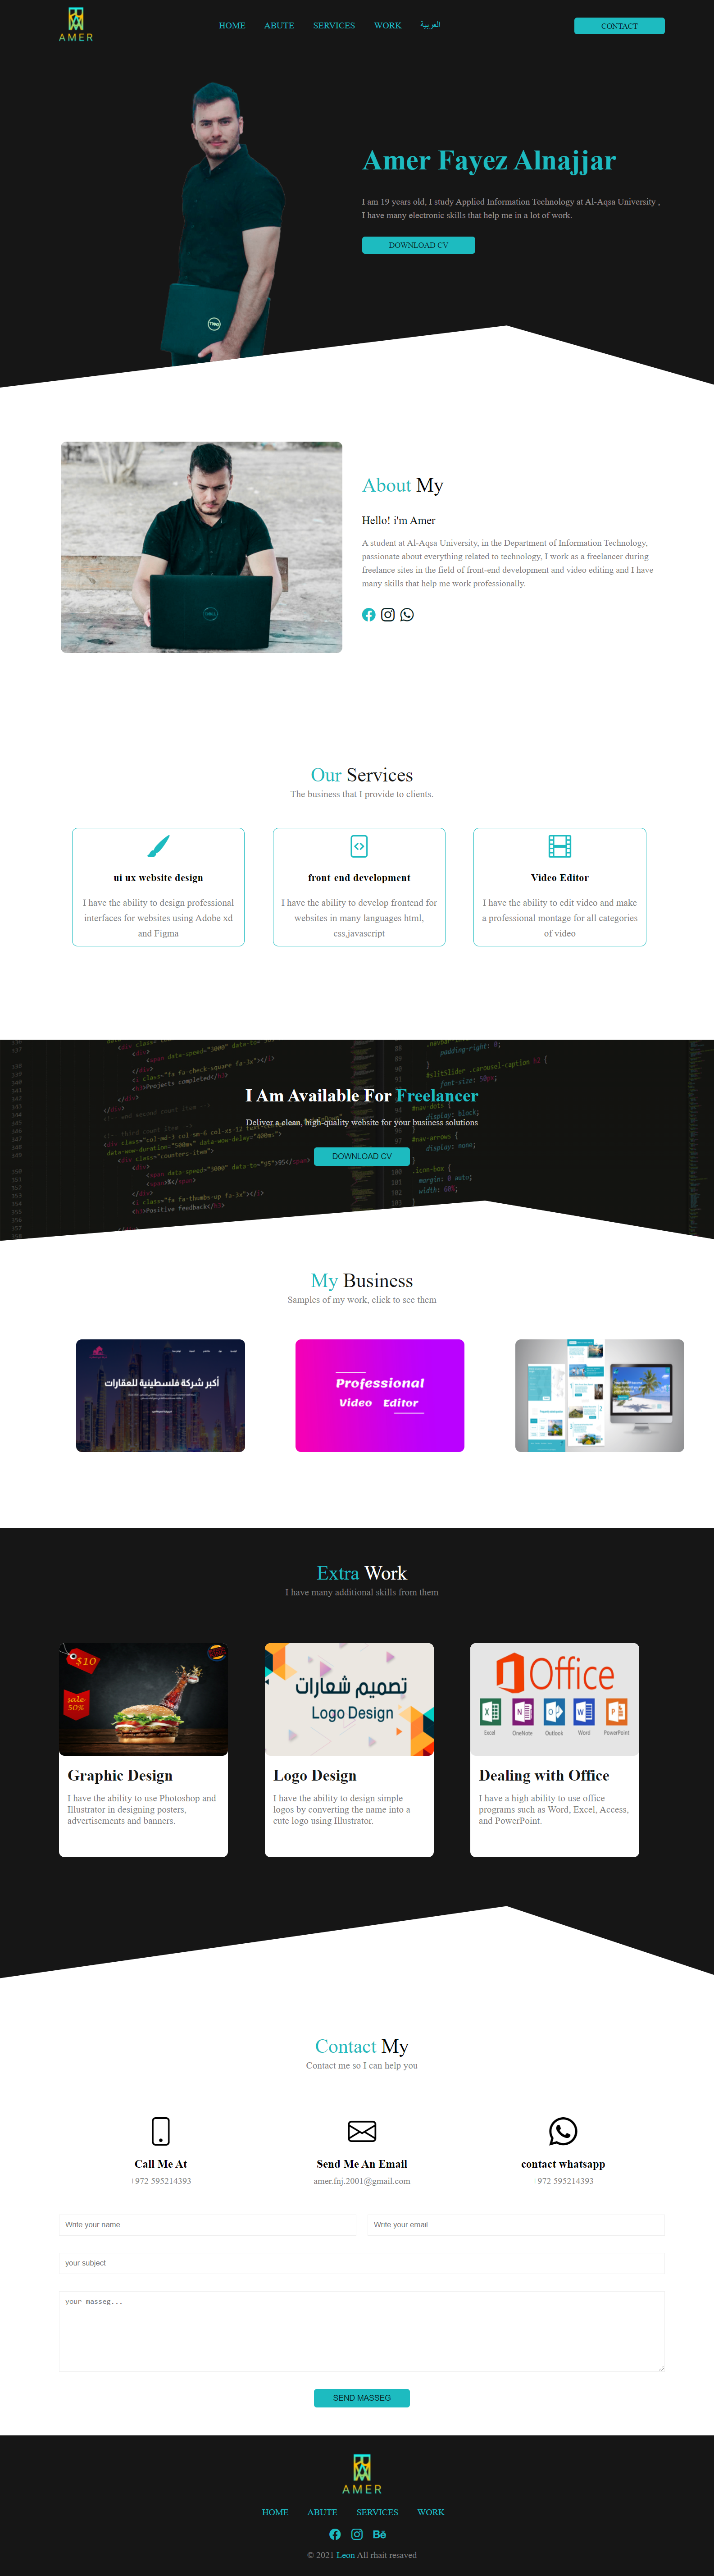 AMER
HOME ABUTE SERVICES WORK العربية
CONTACT
Amer Fayez Alnajjar
I am 19 years old, I study Applied Information Technology at Al-Aqsa University ,
I have many electronic skills that help me in a lot of work.
DOWNLOAD CV
About My
Hello! i'm Amer
A student at Al-Aqsa University, in the Department of Information Technology,
passionate about everything related to technology, I work as a freelancer during
freelance sites in the field of front-end development and video editing and I have
many skills that help me work professionally.
Our Services
The business that I provide to clients.
ui ux website design
I have the ability to design professional
interfaces for websites using Adobe xd
and Figma
front-end development
I have the ability to develop frontend for
websites in many languages html,
css,javascript
Video Editor
I have the ability to edit video and make
a professional montage for all categories
of video
I Am Available For Freelancer
Deliver a clean, high-quality website for your business solutions
DOWNLOAD CV
My Business
Samples of my work, click to see them
أكبر شركة فلسطينية للعقارات
Professional
Video Editor
Extra Work
I have many additional skills from them
$10
sale
50%
Graphic Design
I have the ability to use Photoshop and
Illustrator in designing posters,
advertisements and banners.
تصميم شعارات
Logo Design
Logo Design
I have the ability to design simple
logos by converting the name into a
cute logo using Illustrator.
Office
Excel OneNote Outlook Word PowerPoint
Dealing with Office
I have a high ability to use office
programs such as Word, Excel, Access,
and PowerPoint.
Contact My
Contact me so I can help you
Call Me At
+972 595214393
Send Me An Email
amer.fnj.2001@gmail.com
contact whatsapp
+972 595214393
Write your name
Write your email
your subject
your masseg...
SEND MASSEG
AMER
HOME ABUTE SERVICES WORK
Bē
© 2021 Leon All rhait resaved